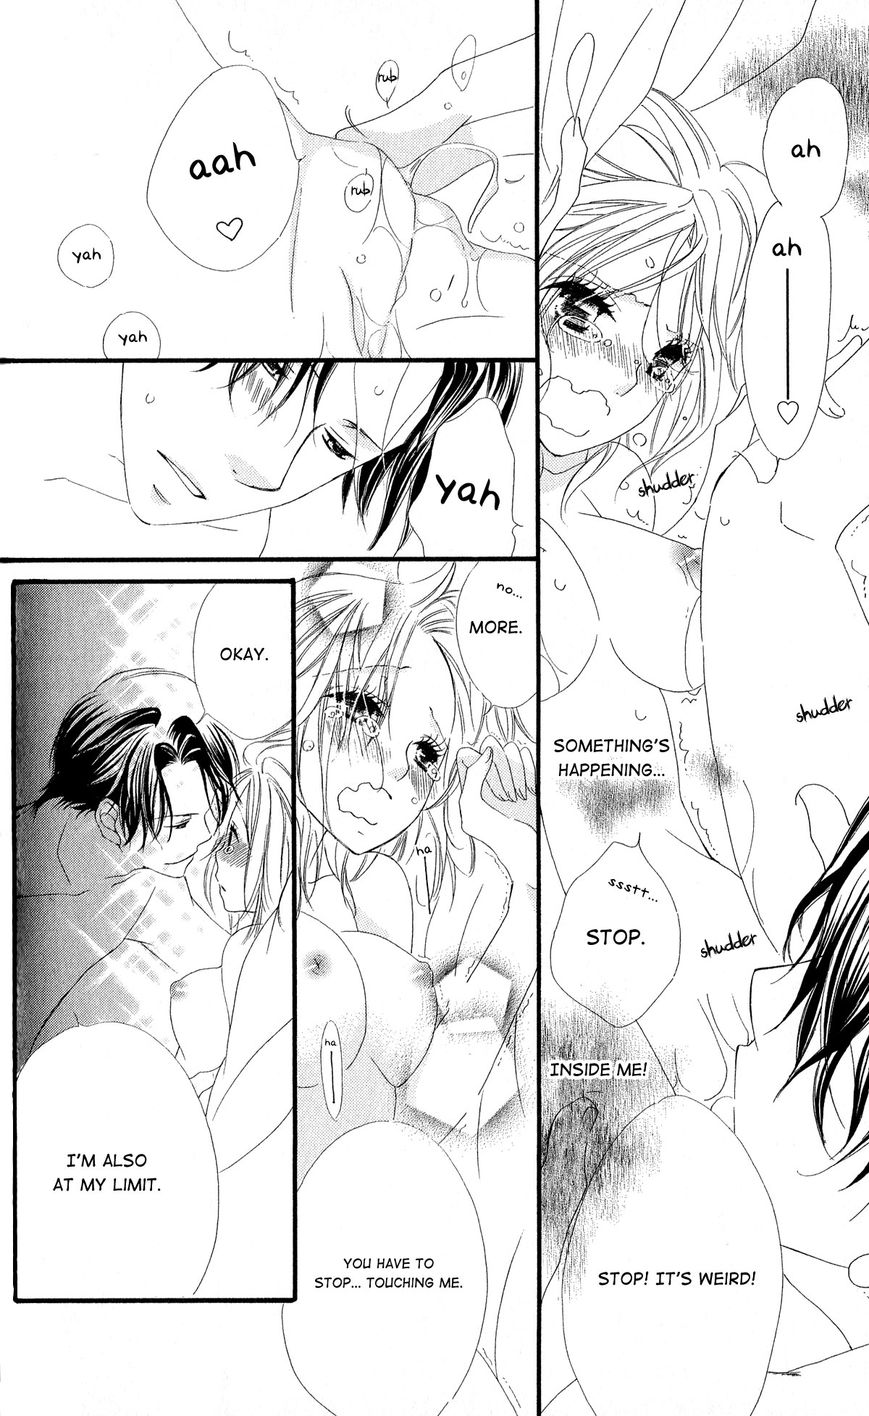 ah
ah
shudder
shudder
SOMETHING'S
HAPPENING...
ssstt...
STOP.
shudder
INSIDE ME!
STOP! IT'S WEIRD!
rub
aah
rub
yah
yah
yah
no...
MORE.
ha
ha
YOU HAVE TO
STOP... TOUCHING ME.
OKAY.
I'M ALSO
AT MY LIMIT.